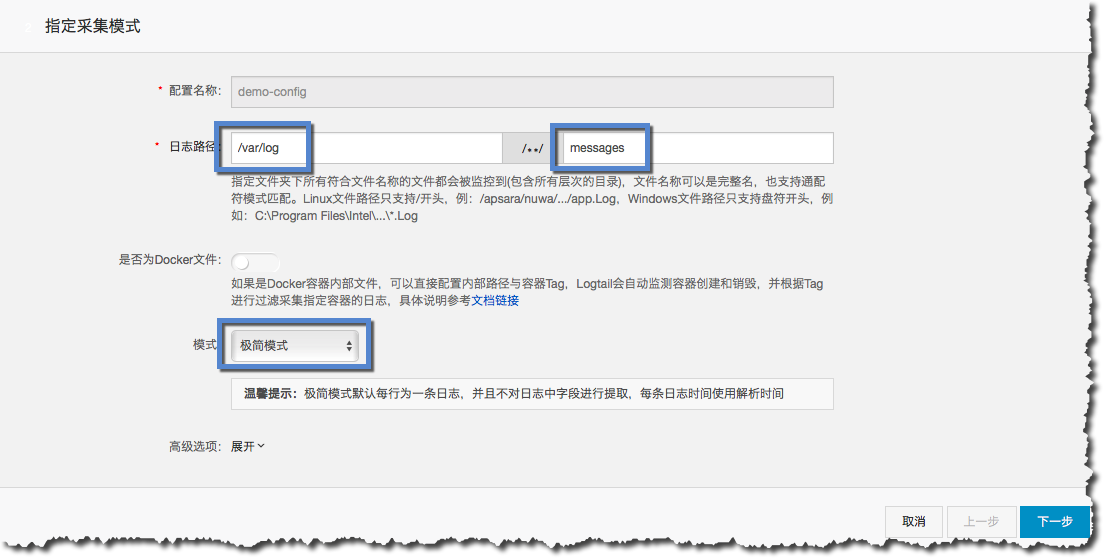 指定采集模式
* 配置名称： demo-config
* 日志路径： /var/log /**/ messages
指定文件夹下所有符合文件名称的文件都会被监控到(包含所有层次的目录)，文件名称可以是完整名，也支持通配
符模式匹配。Linux文件路径只支持/开头，例：/apsara/nuwa/.../app.Log，Windows文件路径只支持盘符开头，例
如：C:\Program Files\Intel\...\*.Log
是否为Docker文件：
如果是Docker容器内部文件，可以直接配置内部路径与容器Tag，Logtail会自动监测容器创建和销毁，并根据Tag
进行过滤采集指定容器的日志，具体说明参考文档链接
模式 极简模式
温馨提示：极简模式默认每行为一条日志，并且不对日志中字段进行提取，每条日志时间使用解析时间
高级选项： 展开
取消 上一步 下一步